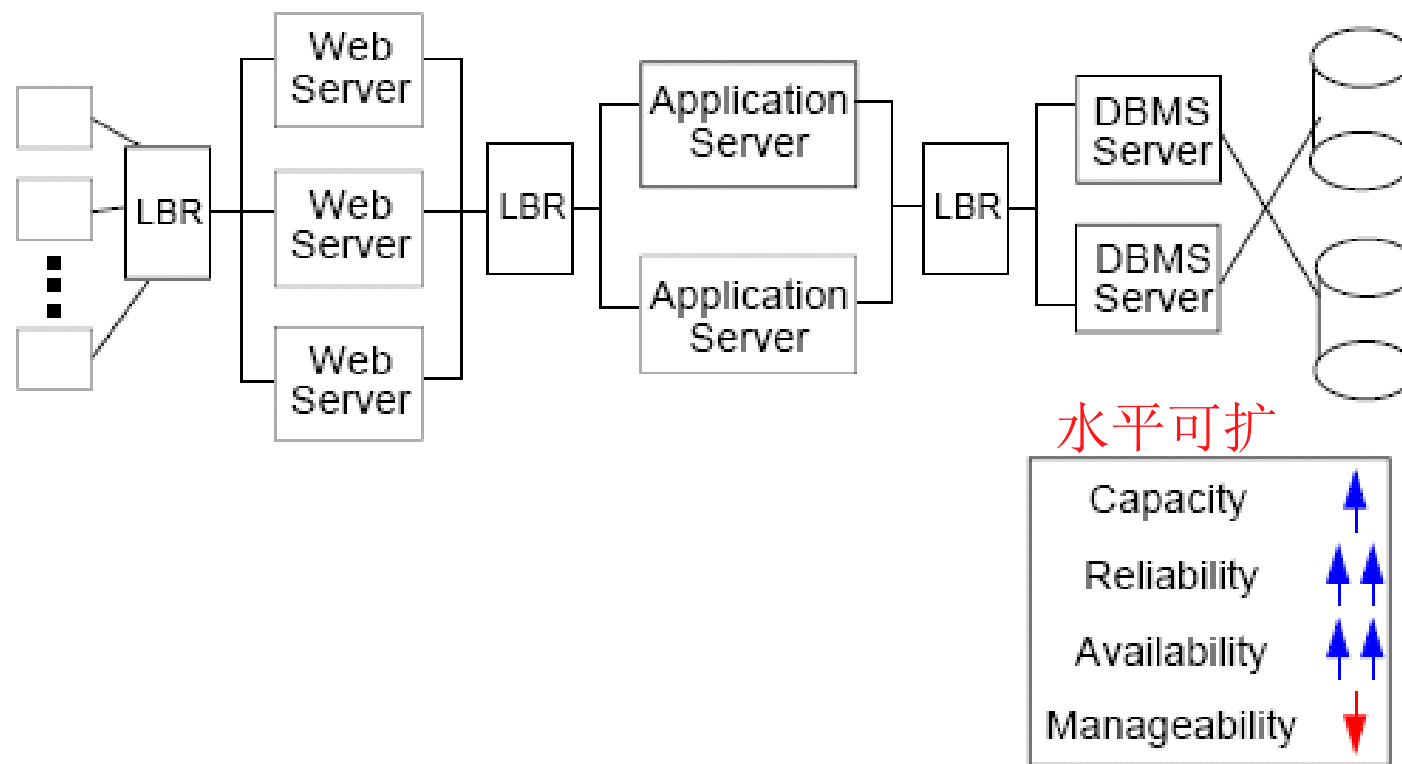 Web
Server
LBR
Web
Server
Web
Server
LBR
Application
Server
Application
Server
LBR
DBMS
Server
DBMS
Server
水平可扩
Capacity
Reliability
Availability
Manageability